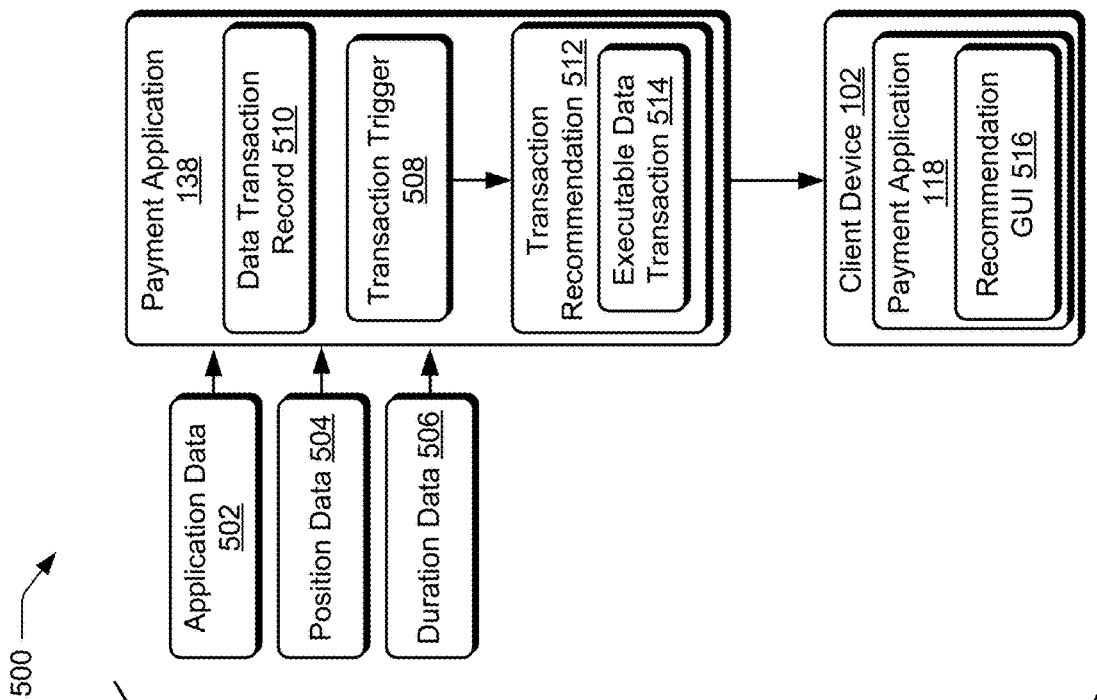 500
Application Data
502
Position Data 504
Duration Data 506
Payment Application
138
Data Transaction
Record 510
Transaction Trigger
508
Transaction
Recommendation 512
Executable Data
Transaction 514
Client Device 102
Payment Application
118
Recommendation
GUI 516